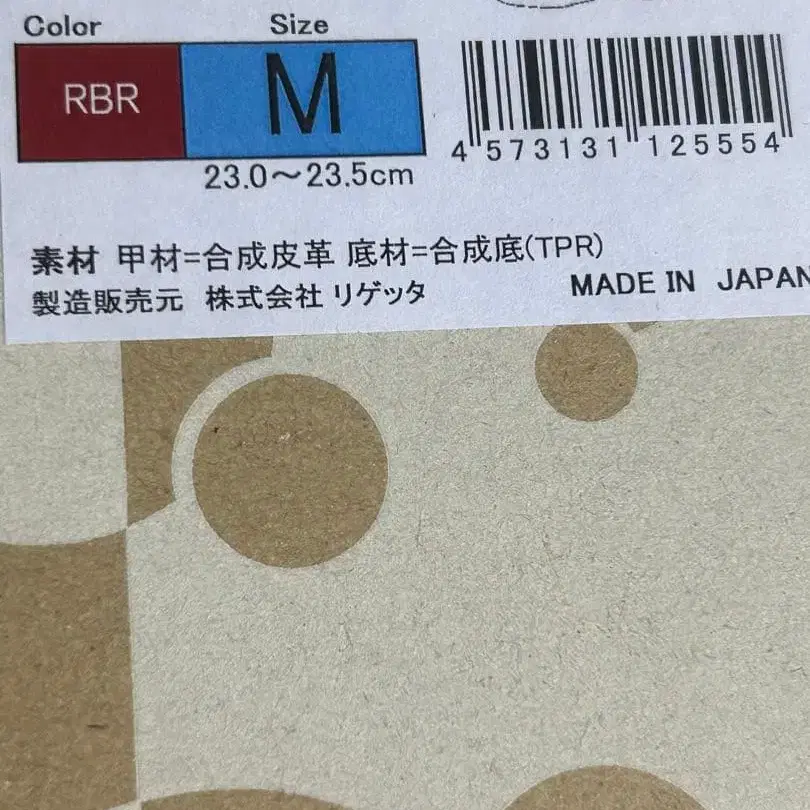 Color Size
RBR M
23.0～23.5cm
4 573131 125554
素材 甲材=合成皮革 底材=合成底(TPR)
製造販売元 株式会社 リゲッタ
MADE IN JAPAN